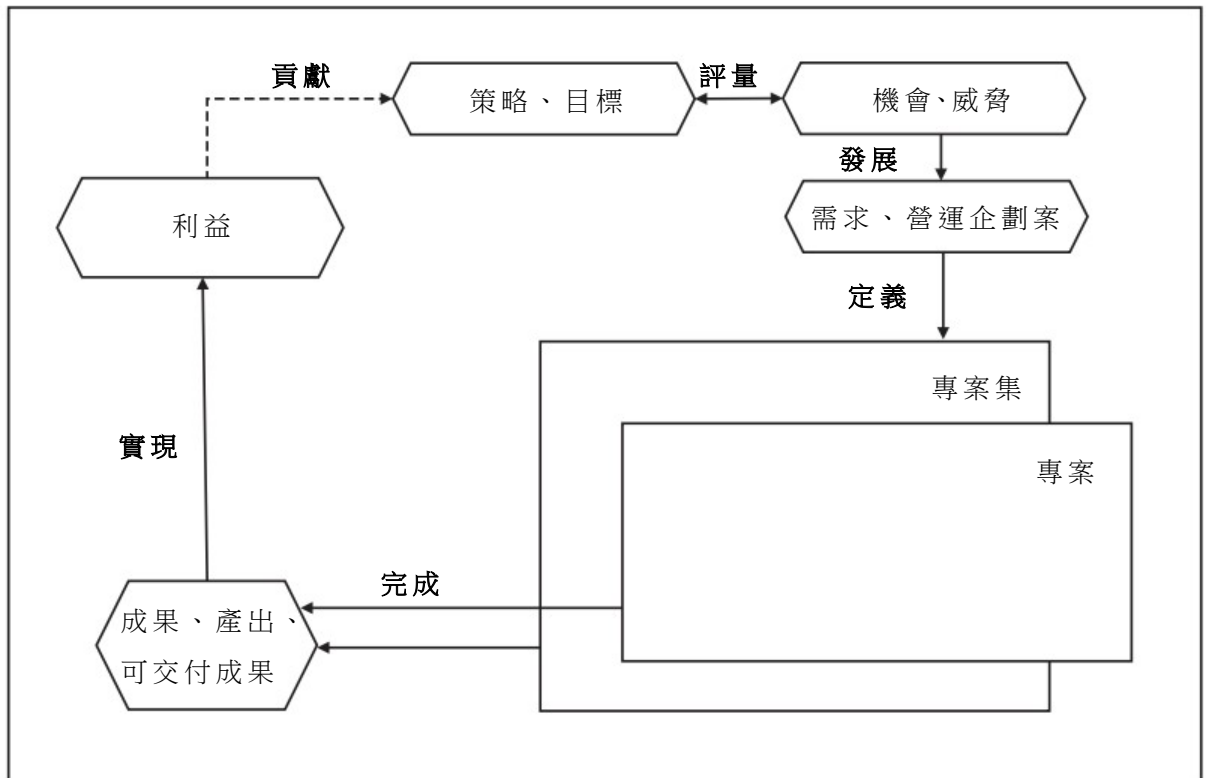 貢獻
策略、目標
評量
機會、威脅
發展
利益
需求、營運企劃案
定義
專案集
專案
實現
完成
成果、產出、
可交付成果